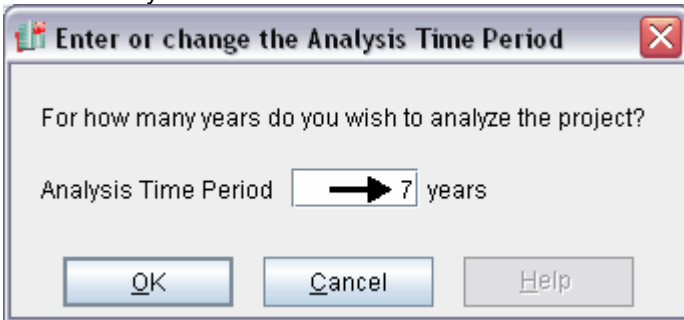 Enter or change the Analysis Time Period
For how many years do you wish to analyze the project?
Analysis Time Period 7 years
OK Cancel Help